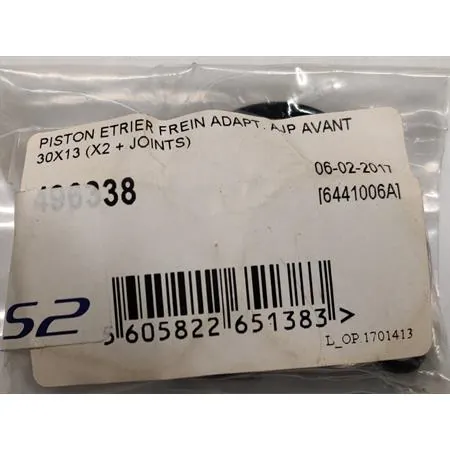 PISTON ETRIER FREIN ADAPT. AJP AVANT
30X13 (X2 + JOINTS)
06-02-2017
496338
[6441006A]
S2
5 605822 651383 >
L_OP.1701413